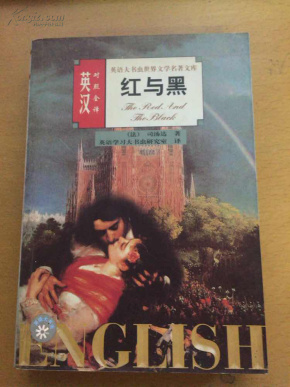 英语大书虫世界文学名著文库
英汉
对照全译
红与黑
The Red And
The Black
(法) 司汤达 著
英语学习大书虫研究室 译
ENGLISH